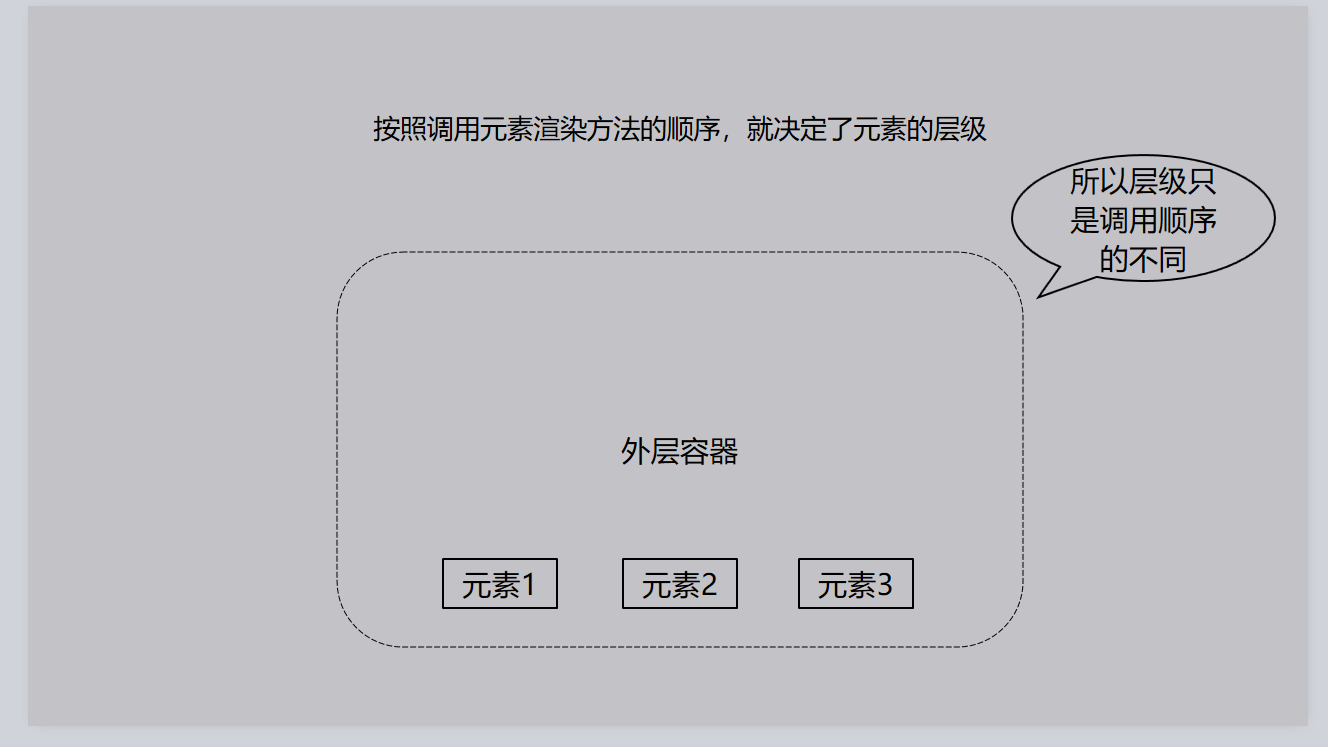 按照调用元素渲染方法的顺序，就决定了元素的层级
所以层级只
是调用顺序
的不同
外层容器
元素1
元素2
元素3